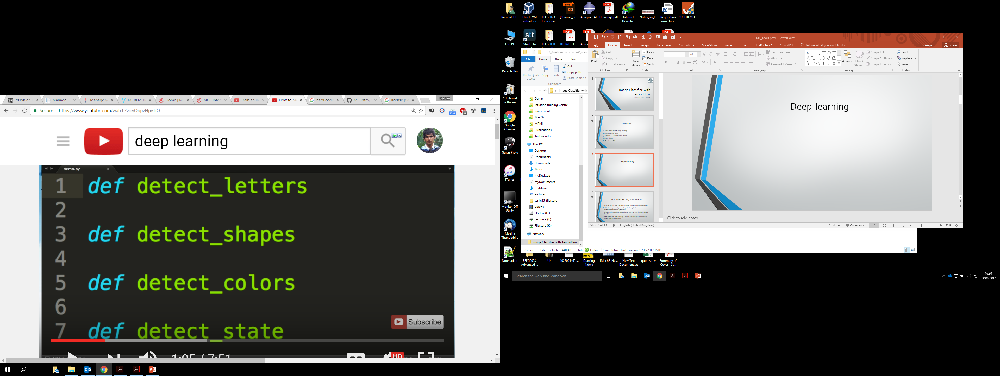 Prison de
Manage
Manage y
MCBLMUI
Home | M
MCB Inter
Train an I
How to M
hard codi
ML_Intro/
license pla
Toshan
Secure
https://www.youtube.com/watch?v=vOppzHpvTiQ
9781
ABP
19
deep learning
demo.py
1 def detect_letters
2
3 def detect_shapes
4
5 def detect_colors
6
7 def detect_state
Subscribe
1:05 / 7:51
HD
Rampat T.C.
Oracle VM
VirtualBox
FEEG6023 -
Individua...
[Sharma_Ro...
Abaqus CAE
Drawing1.pdf
Internet
Downlo...
Notes_on_f...
Requisition
Form Univ...
SUREDEMO...
This PC
Stocks to
Trade
FEEG6030 -
01_161011_...
A-co
Recycle Bin
Additional
Software
Google
Chrome
Guitar Pro 6
iTunes
Monitor Off
Utility
Mozilla
Thunderbird
Notepad++
FEEG6003
Advanced ...
UK
1023094462....
Drawing
1.dwg
IMechE-Ne...
New Text
Document.txt
quotes.csv
Summary of
Cover - St...
\\filestore.soton.ac.uk\users
File
Home
Share
View
Pin to Quick
access
Copy
Paste
Cut
Copy path
Paste shortcut
Clipboard
Image Classifier with
Guitar
Intuition training Centre
Investments
MacOs
MPhil
Publications
Taekwondo
This PC
Desktop
Documents
Downloads
Music
myDesktop
myDocuments
myMusic
Pictures
tcr1n15_filestore
Videos
OSDisk (C:)
resource (J:)
Filestore (K:)
Network
Image Classifier with TensorFlow
2 items
1 item selected 440 KB
State: Online
Sync status: Last sync on 21/03/2017 15:08
ML_Tools.pptx - PowerPoint
File
Home
Insert
Design
Transitions
Animations
Slide Show
Review
View
EndNote X7
ACROBAT
Tell me what you want to do...
Rampat T.C.
Share
Paste
Cut
Copy
Format Painter
Clipboard
New
Slide
Layout
Reset
Section
Slides
24
Font
Text Direction
Align Text
Convert to SmartArt
Paragraph
Arrange
Quick
Styles
Shape Fill
Shape Outline
Shape Effects
Drawing
Find
Replace
Select
Editing
1
Image Classifier with
TensorFlow
2
Overview
3
Deep-learning
4
Machine Learning – What is it?
Deep-learning
Click to add notes
Slide 3 of 13
English (United Kingdom)
Notes
Comments
72%
Search the web and Windows
16:20
25/03/2017